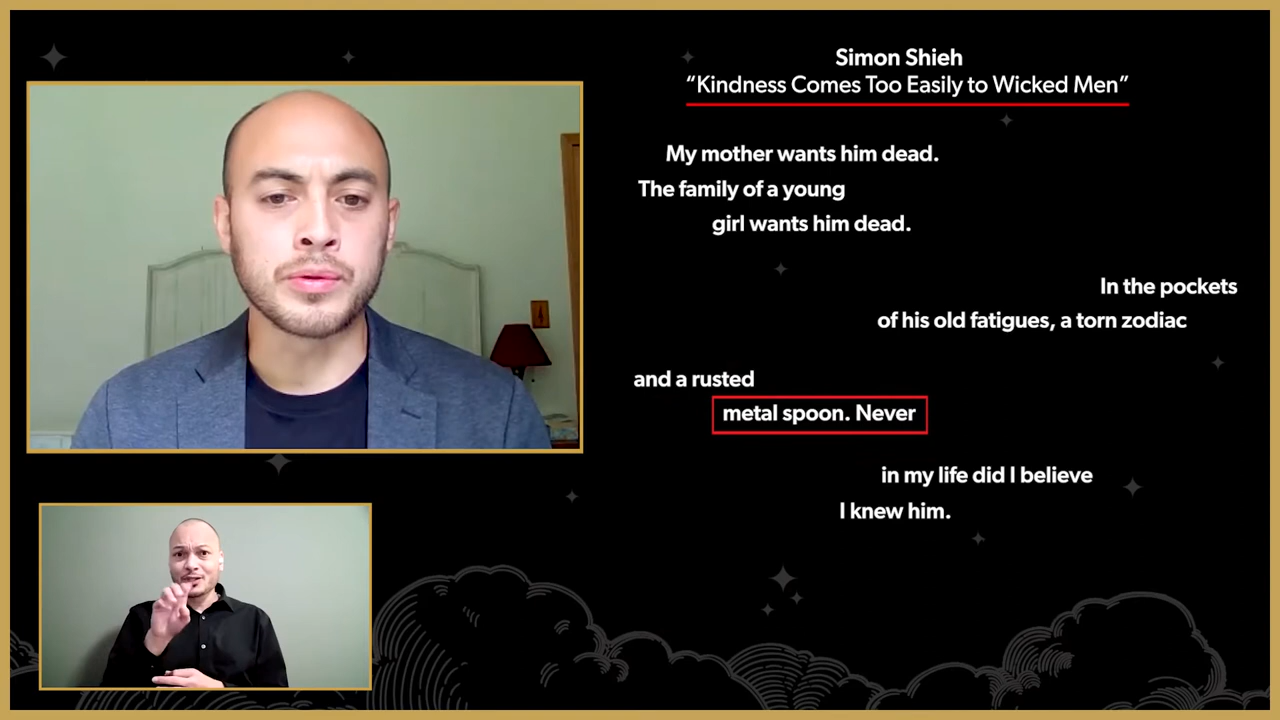 Simon Shieh
“Kindness Comes Too Easily to Wicked Men”
My mother wants him dead.
The family of a young
girl wants him dead.
In the pockets
of his old fatigues, a torn zodiac
and a rusted
metal spoon. Never
in my life did I believe
I knew him.